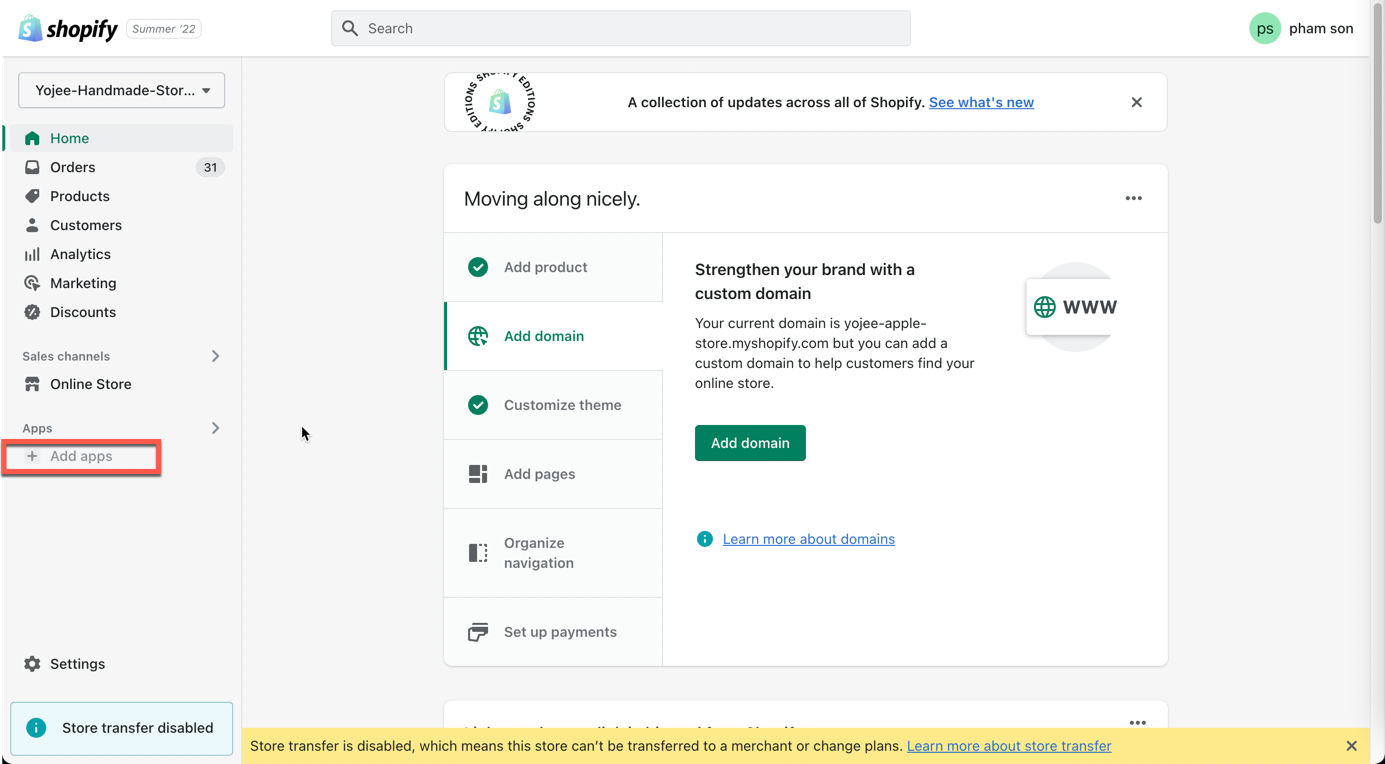 shopify
Summer '22
Search
ps
pham son
Yojee-Handmade-Stor...
Home
Orders
31
Products
Customers
Analytics
Marketing
Discounts
Sales channels
Online Store
Apps
Add apps
Settings
Store transfer disabled
SHOPIFY EDITIONS SHOPIFY EDITIONS
A collection of updates across all of Shopify. See what's new
Moving along nicely.
Add product
Add domain
Customize theme
Add pages
Organize
navigation
Set up payments
Strengthen your brand with a
custom domain
Your current domain is yojee-apple-
store.myshopify.com but you can add a
custom domain to help customers find your
online store.
Add domain
Learn more about domains
WWW
Store transfer is disabled, which means this store can’t be transferred to a merchant or change plans. Learn more about store transfer